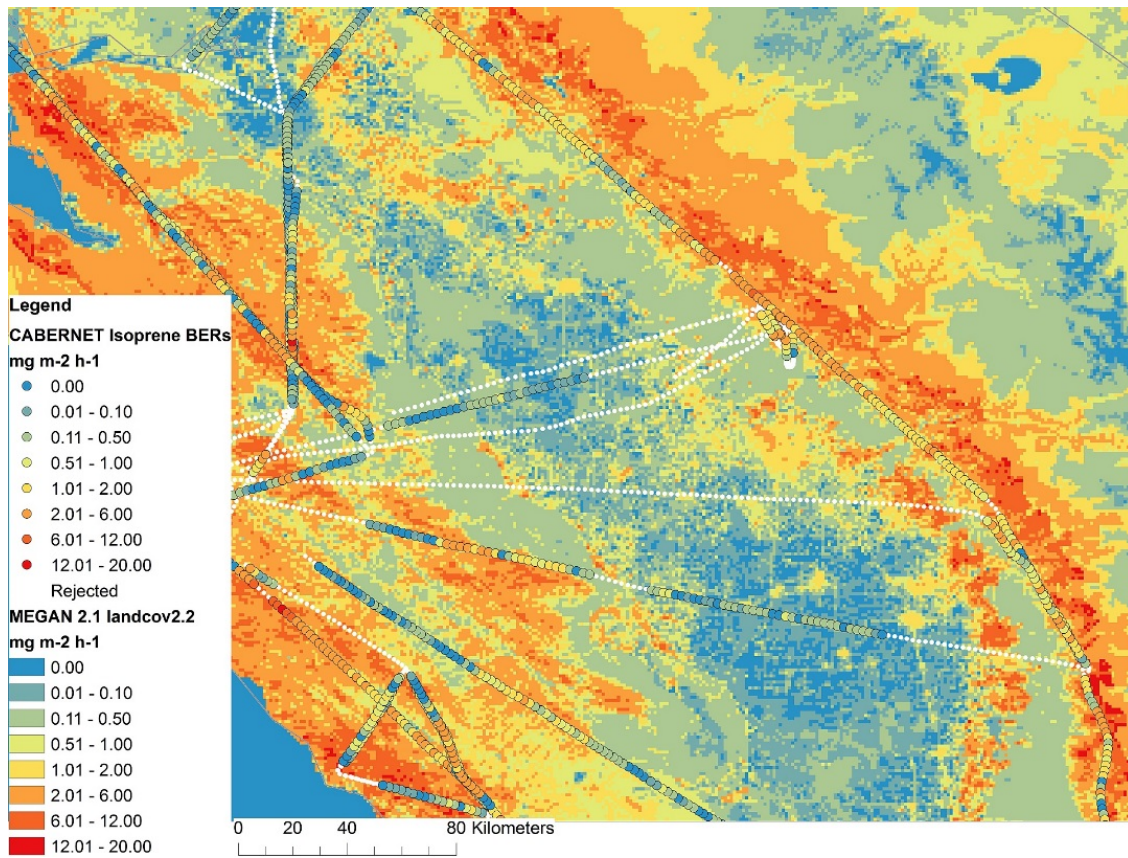 Legend
CABERNET Isoprene BERs
mg m-2 h-1
0.00
0.01 - 0.10
0.11 - 0.50
0.51 - 1.00
1.01 - 2.00
2.01 - 6.00
6.01 - 12.00
12.01 - 20.00
Rejected
MEGAN 2.1 landcov2.2
mg m-2 h-1
0.00
0.01 - 0.10
0.11 - 0.50
0.51 - 1.00
1.01 - 2.00
2.01 - 6.00
6.01 - 12.00
12.01 - 20.00
0 20 40 80 Kilometers